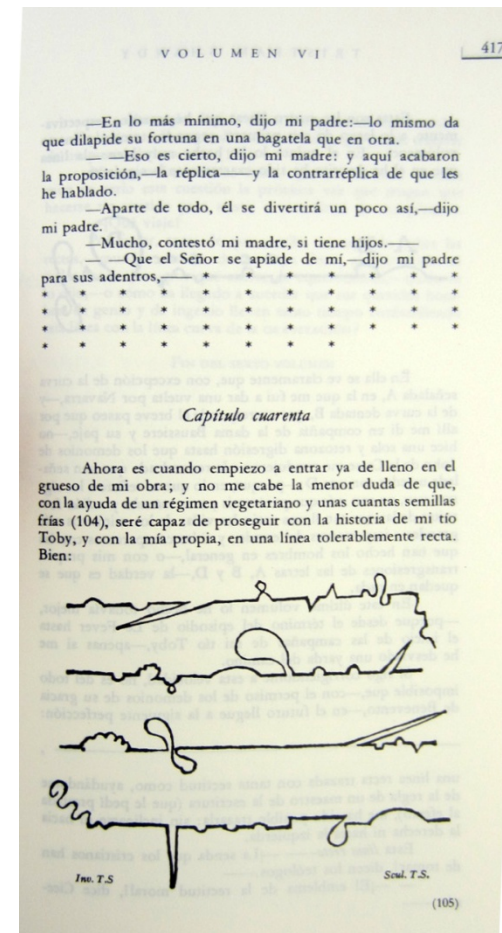 VOLUMEN VI
417
—En lo más mínimo, dijo mi padre:—lo mismo da
que dilapide su fortuna en una bagatela que en otra.
— —Eso es cierto, dijo mi madre: y aquí acabaron
la proposición,—la réplica——y la contrarréplica de que les
he hablado.
—Aparte de todo, él se divertirá un poco así,—dijo
mi padre.
—Mucho, contestó mi madre, si tiene hijos.—
— —Que el Señor se apiade de mí,—dijo mi padre
para sus adentros,— * * * * * *
* * * * * * * * * * *
* * * * * * * * * * *
* * * * * * * *
Capítulo cuarenta
Ahora es cuando empiezo a entrar ya de lleno en el
grueso de mi obra; y no me cabe la menor duda de que,
con la ayuda de un régimen vegetariano y unas cuantas semillas
frías (104), seré capaz de proseguir con la historia de mi tío
Toby, y con la mía propia, en una línea tolerablemente recta.
Bien:
Inv. T.S
Scul. T.S.
(105)